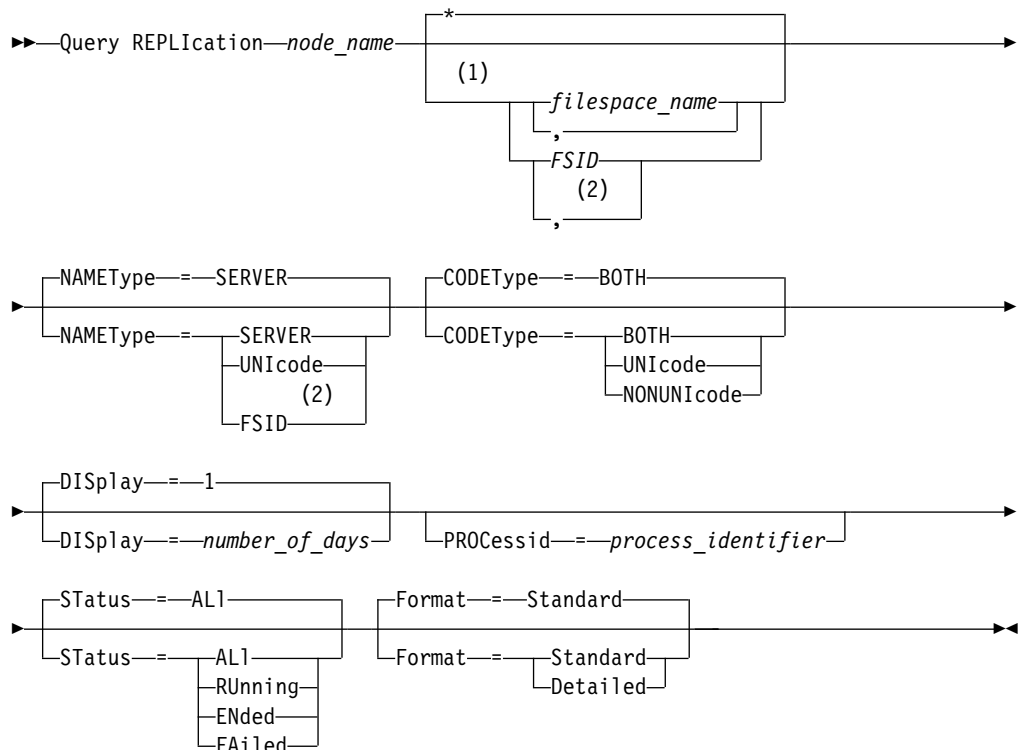 *
Query REPLIcation node_name
(1)
filespace_name
,
FSID
(2)
,
NAMEType = SERVER CODEType = BOTH
NAMEType = SERVER CODEType = BOTH
UNIcode UNIcode
(2) NONUNIcode
FSID
DISplay = 1
DISplay = number_of_days PROCessid = process_identifier
STatus = ALl Format = Standard
STatus = ALl Format = Standard
RUnning Detailed
ENded
FAiled